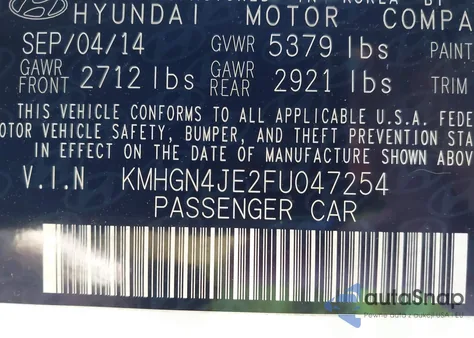 HYUNDAI MOTOR COMPA
SEP/04/14 GVWR 5379 lbs PAINT
GAWR FRONT 2712 lbs GAWR REAR 2921 lbs TRIM
THIS VEHICLE CONFORMS TO ALL APPLICABLE U.S.A. FEDE
OTOR VEHICLE SAFETY, BUMPER, AND THEFT PREVENTION STA
IN EFFECT ON THE DATE OF MANUFACTURE SHOWN ABOVE
V.I.N KMHGN4JE2FU047254
PASSENGER CAR
autoSnap